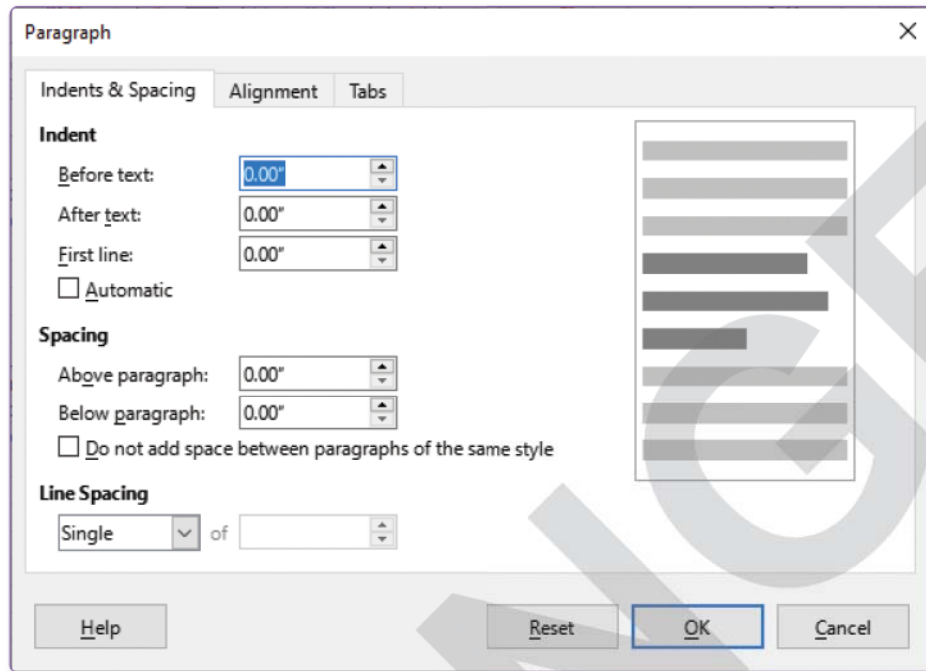 Paragraph
Indents & Spacing Alignment Tabs
Indent
Before text: 0.00"
After text: 0.00"
First line: 0.00"
Automatic
Spacing
Above paragraph: 0.00"
Below paragraph: 0.00"
Do not add space between paragraphs of the same style
Line Spacing
Single of
Help Reset OK Cancel